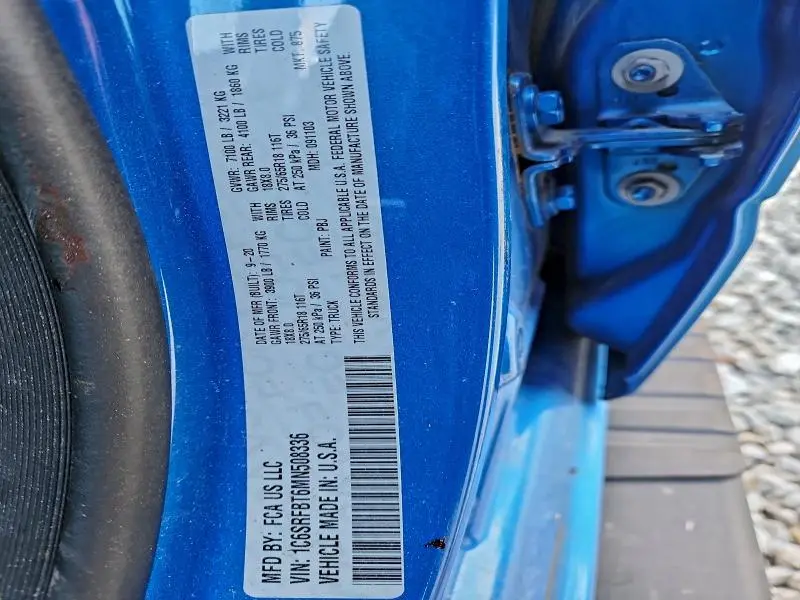 MFD BY: FCA US LLC
DATE OF MFR (BUILT): 9-20
GVWR: 7100 LB / 3221 KG
GAWR FRONT: 3900 LB / 1770 KG WITH
GAWR REAR: 4100 LB / 1860 KG WITH
18X8.0 RIMS
18X8.0 RIMS
275/65R18 116T TIRES
275/65R18 116T TIRES
AT 250 kPa / 36 PSI COLD
AT 250 kPa / 36 PSI COLD
VIN: 1C6SRFBT6MN508336
TYPE: TRUCK
PAINT: PBJ
MDH: 091103
MKT: 875
VEHICLE MADE IN: U.S.A.
THIS VEHICLE CONFORMS TO ALL APPLICABLE U.S.A. FEDERAL MOTOR VEHICLE SAFETY
STANDARDS IN EFFECT ON THE DATE OF MANUFACTURE SHOWN ABOVE.